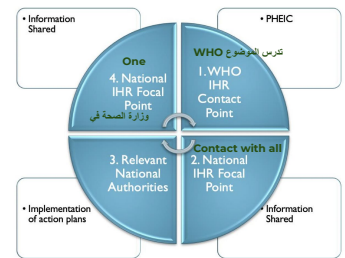 • Information
Shared
• PHEIC
One
4. National
IHR Focal
Point
وزارة الصحة في
WHO تدرس الموضوع
1. WHO
IHR
Contact
Point
3. Relevant
National
Authorities
Contact with all
2. National
IHR Focal
Point
• Implementation
of action plans
• Information
Shared